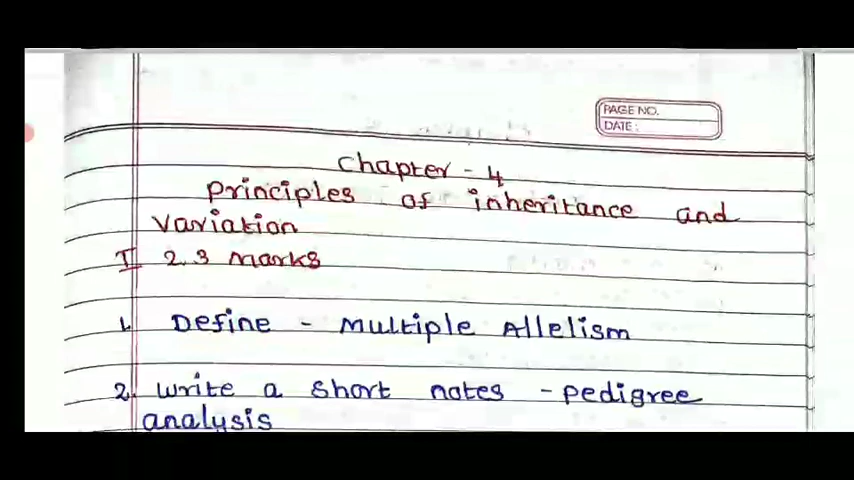 PAGE NO.
DATE:
Chapter - 4
Principles of inheritance and
variation
I 2.3 marks
1. Define - Multiple Allelism
2. Write a short notes - pedigree
analysis